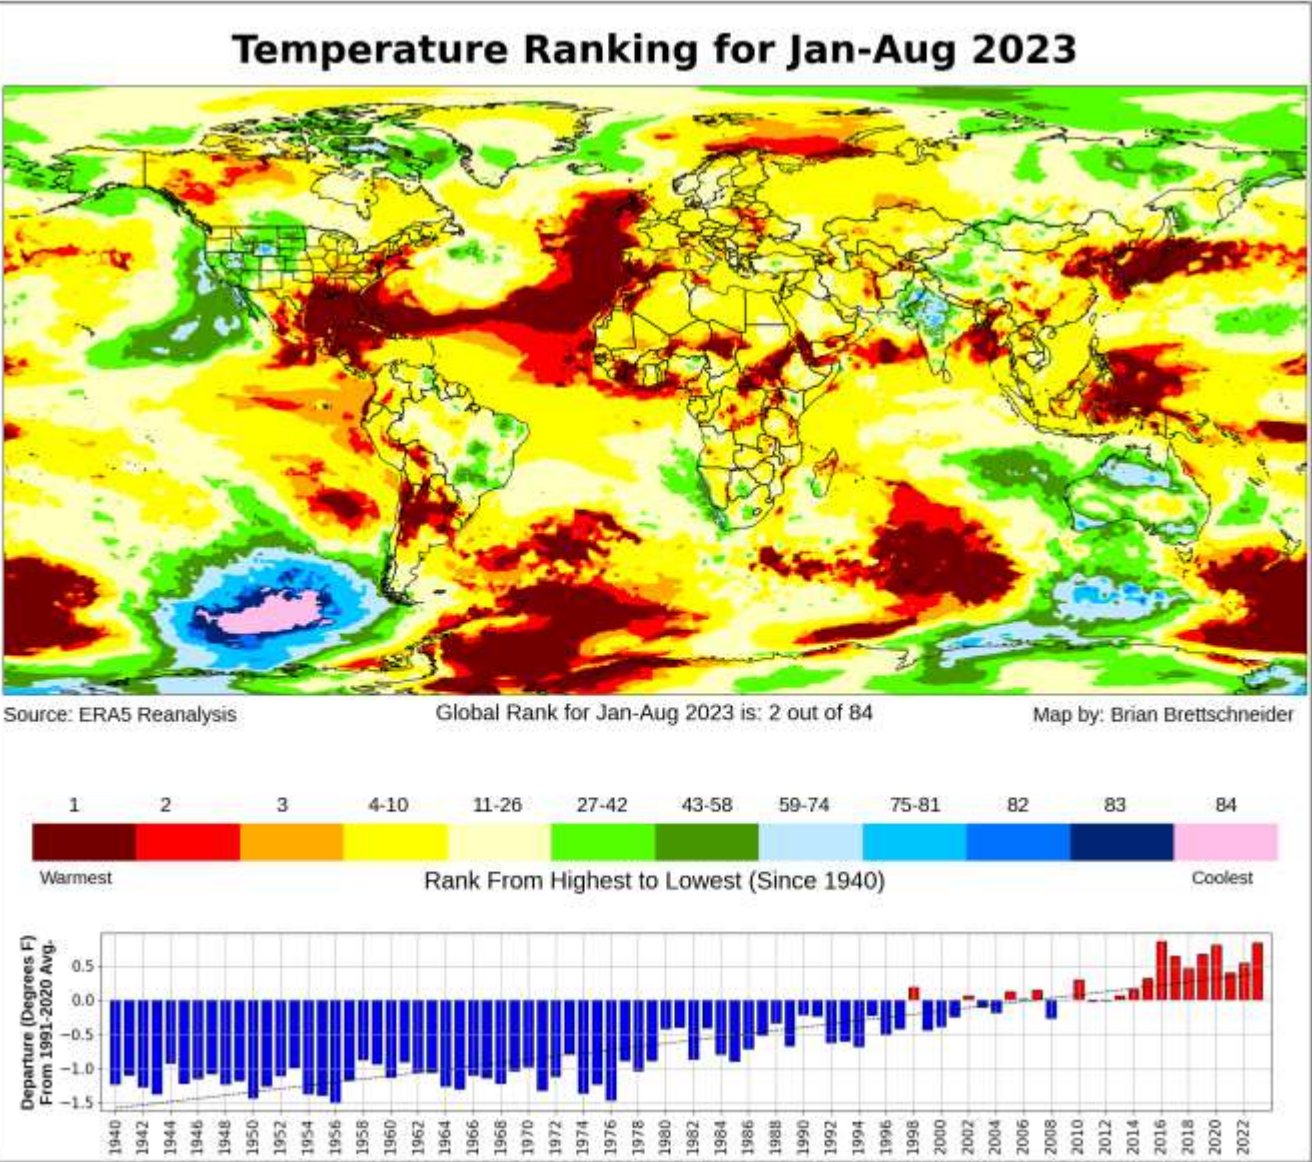 Temperature Ranking for Jan-Aug 2023
Source: ERA5 Reanalysis
Global Rank for Jan-Aug 2023 is: 2 out of 84
Map by: Brian Brettschneider
1 2 3 4-10 11-26 27-42 43-58 59-74 75-81 82 83 84
Warmest
Rank From Highest to Lowest (Since 1940)
Coolest
Departure (Degrees F)
From 1991-2020 Avg.
0.5
0.0
−0.5
−1.0
−1.5
1940 1942 1944 1946 1948 1950 1952 1954 1956 1958 1960 1962 1964 1966 1968 1970 1972 1974 1976 1978 1980 1982 1984 1986 1988 1990 1992 1994 1996 1998 2000 2002 2004 2006 2008 2010 2012 2014 2016 2018 2020 2022